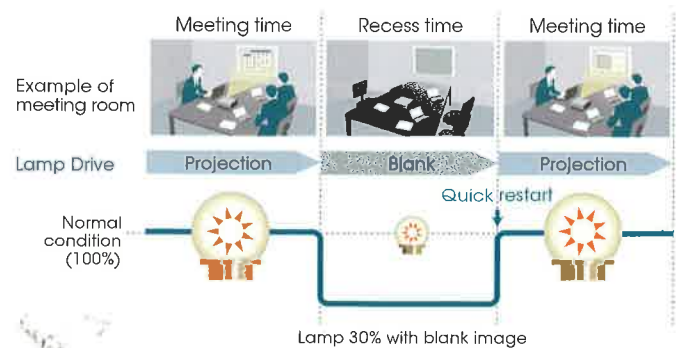 Meeting time
Recess time
Meeting time
Example of
meeting room
Lamp Drive
Projection
Blank
Projection
Quick restart
Normal
condition
(100%)
Lamp 30% with blank image